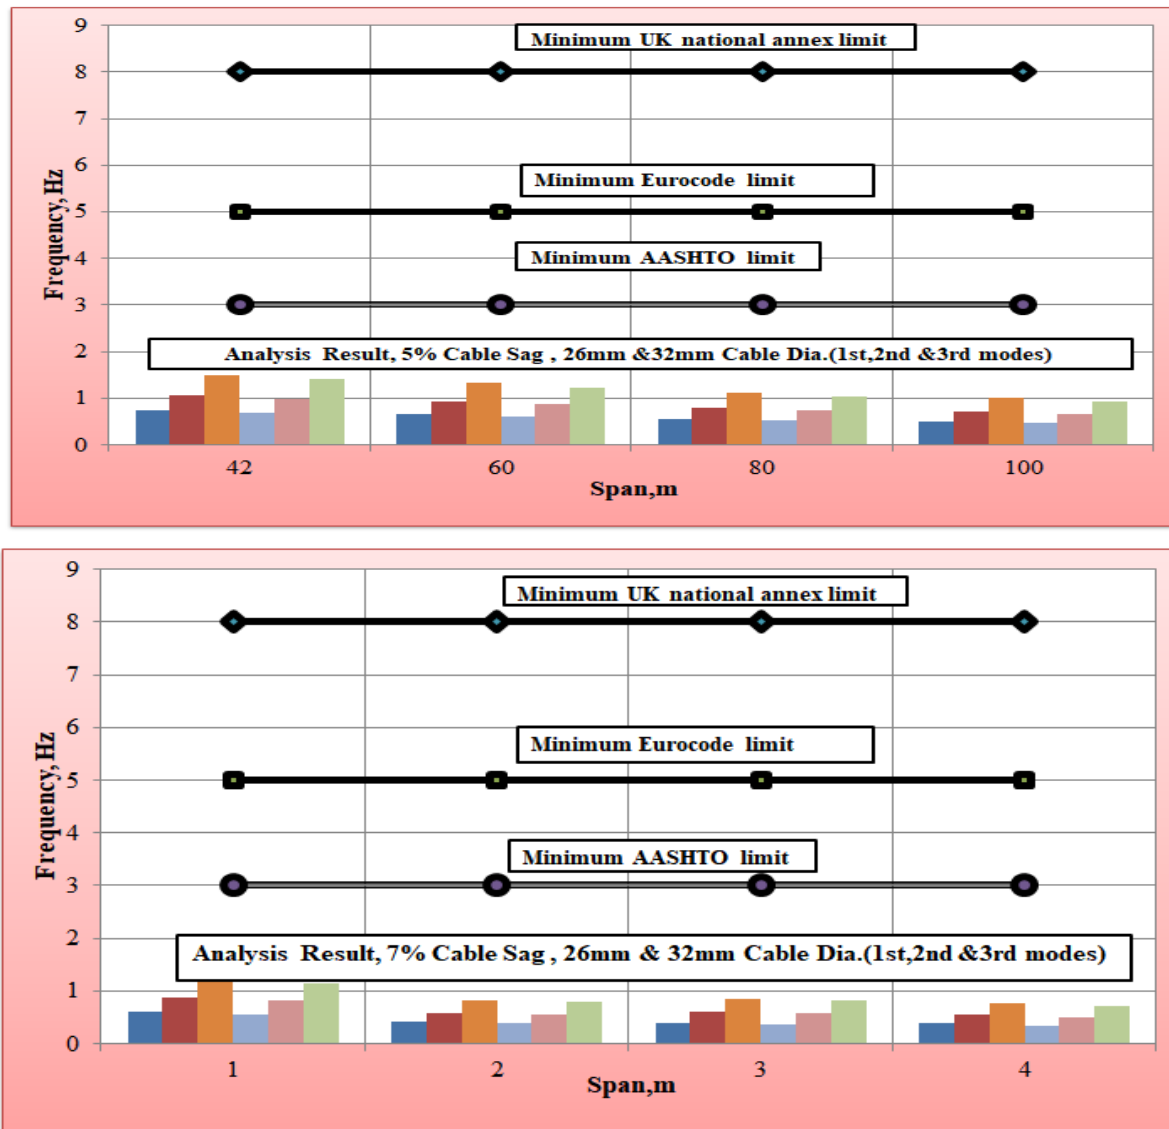 9
Minimum UK national annex limit
8
7
6
Minimum Eurocode limit
5
4
Minimum AASHTO limit
3
2
Analysis Result, 5% Cable Sag , 26mm &32mm Cable Dia.(1st,2nd &3rd modes)
1
0
Frequency,Hz
42 60 80 100
Span,m
9
Minimum UK national annex limit
8
7
6
Minimum Eurocode limit
5
4
Minimum AASHTO limit
3
2
Analysis Result, 7% Cable Sag , 26mm & 32mm Cable Dia.(1st,2nd &3rd modes)
1
0
Frequency, Hz
1 2 3 4
Span,m